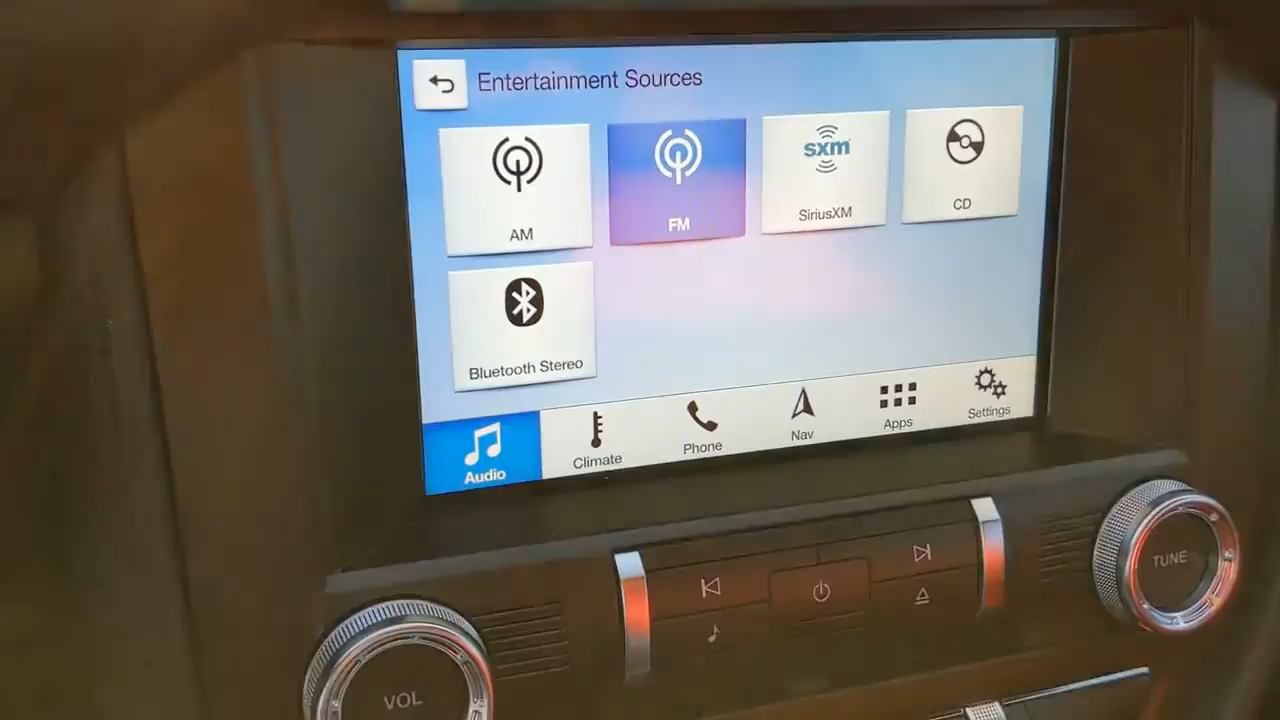 Entertainment Sources
AM
FM
sxm
SiriusXM
CD
Bluetooth Stereo
Audio
Climate
Phone
Nav
Apps
Settings
VOL
TUNE